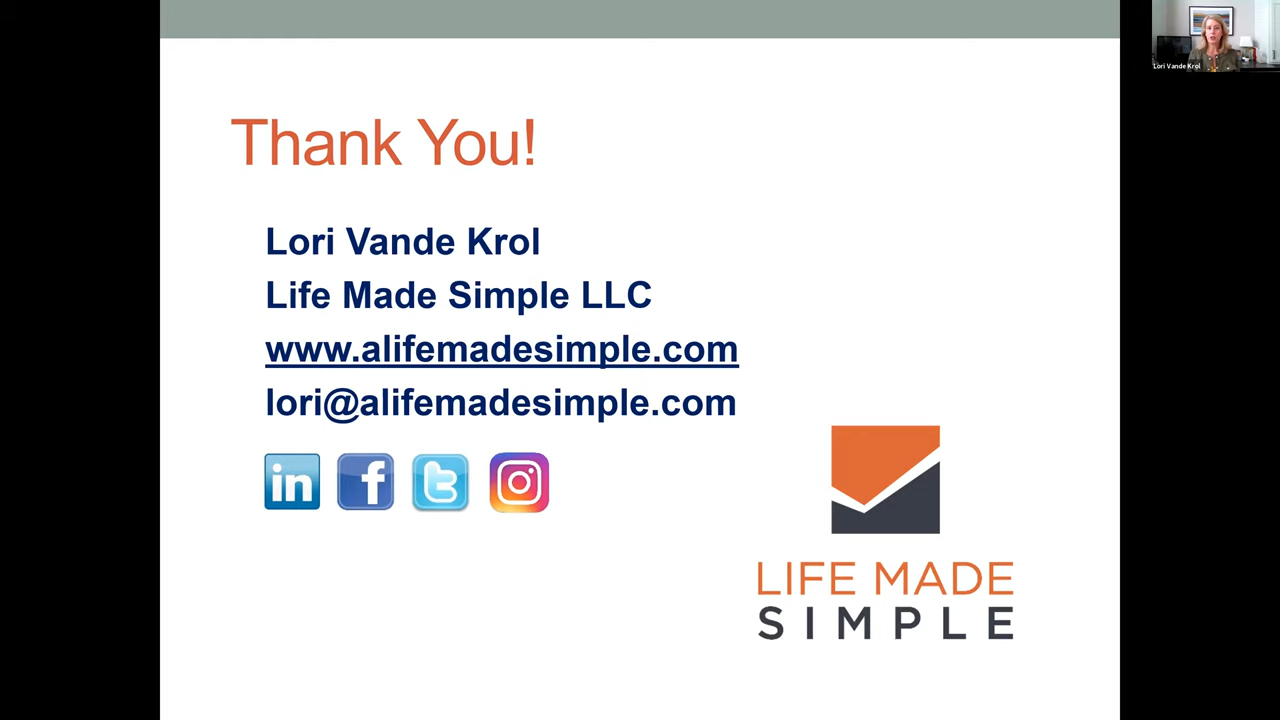 Lori Vande Krol
Thank You!
Lori Vande Krol
Life Made Simple LLC
www.alifemadesimple.com
lori@alifemadesimple.com
in f t
LIFE MADE
SIMPLE